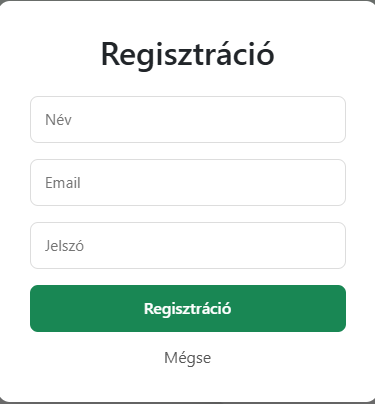 Regisztráció
Név
Email
Jelszó
Regisztráció
Mégse